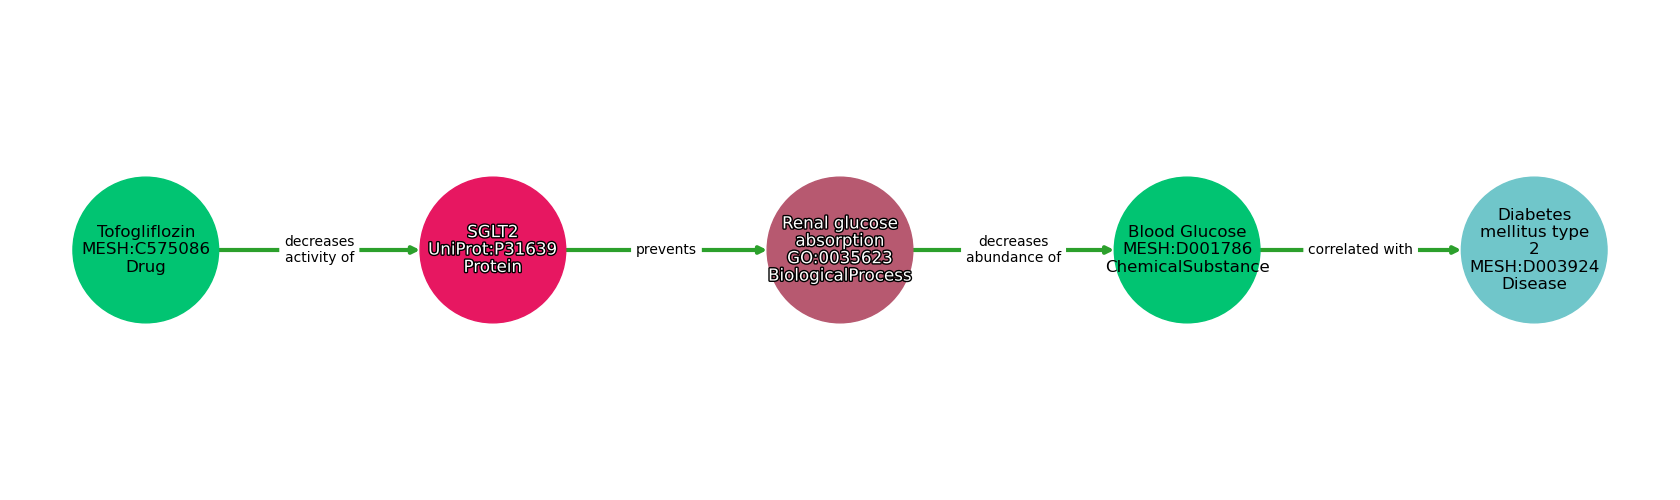 Tofogliflozin
MESH:C575086
Drug
decreases
activity of
SGLT2
UniProt:P31639
Protein
prevents
Renal glucose
absorption
GO:0035623
BiologicalProcess
decreases
abundance of
Blood Glucose
MESH:D001786
ChemicalSubstance
correlated with
Diabetes
mellitus type
2
MESH:D003924
Disease